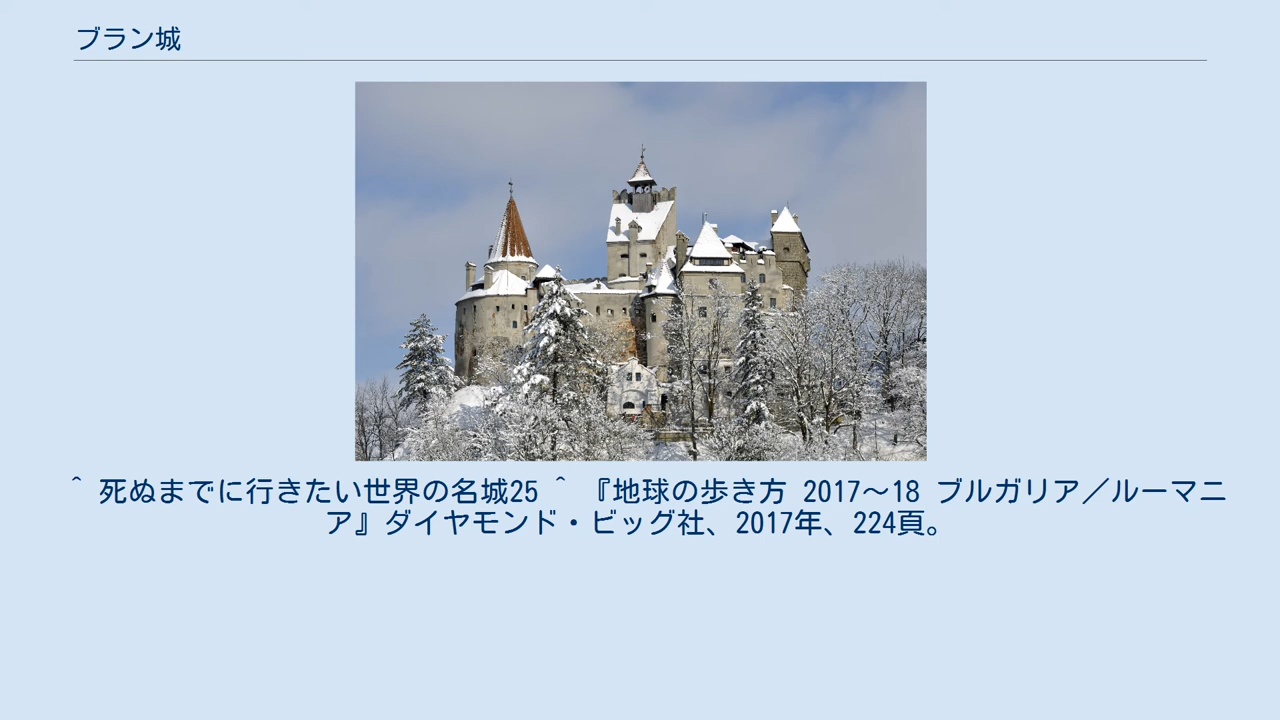 ブラン城
^ 死ぬまでに行きたい世界の名城25 ^ 『地球の歩き方 2017〜18 ブルガリア／ルーマニ
ア』ダイヤモンド・ビッグ社、2017年、224頁。